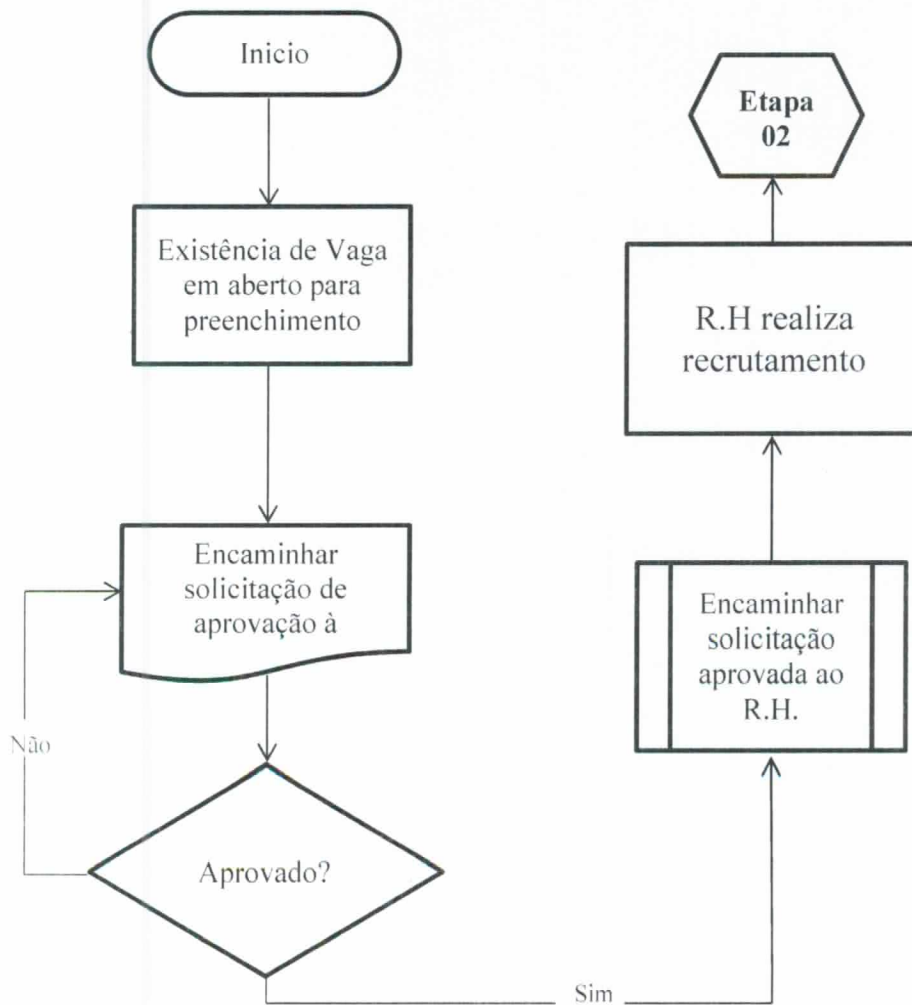 Inicio
Existência de Vaga
em aberto para
preenchimento
Encaminhar
solicitação de
aprovação à
Não
Aprovado?
Sim
Encaminhar
solicitação
aprovada ao
R.H.
R.H realiza
recrutamento
Etapa
02